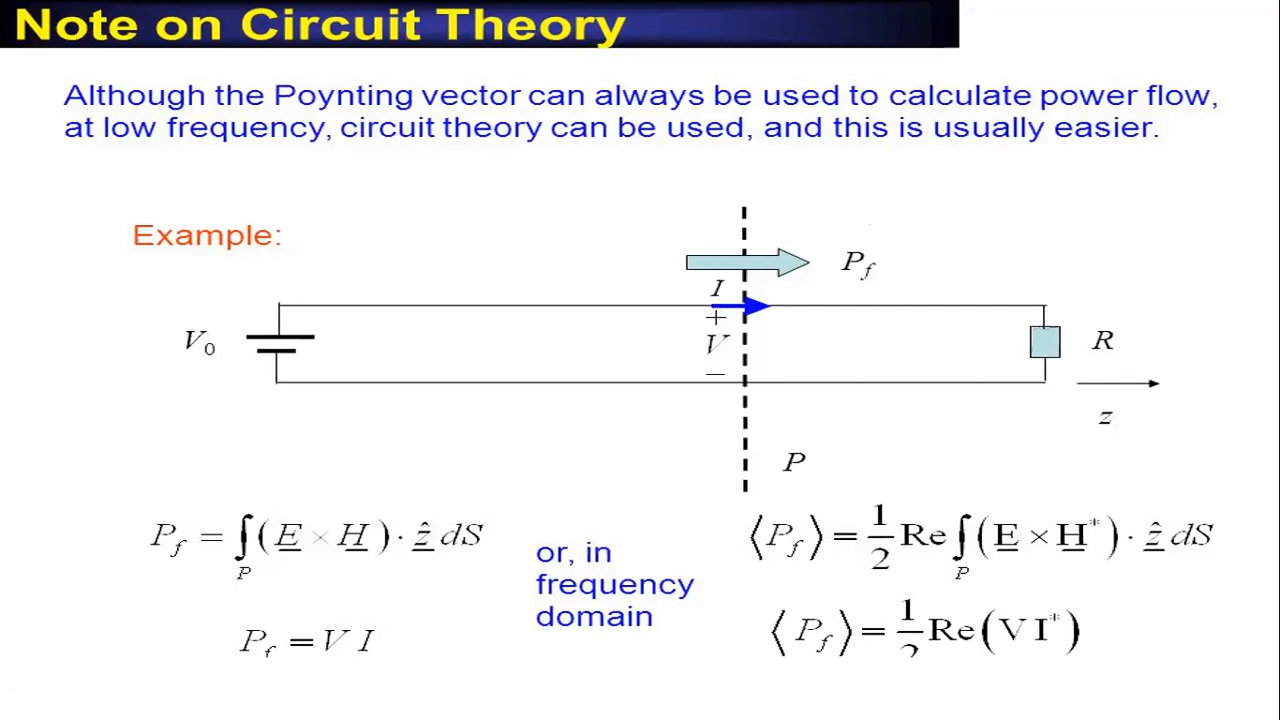 Note on Circuit Theory
Although the Poynting vector can always be used to calculate power flow,
at low frequency, circuit theory can be used, and this is usually easier.
Example:
P_f
I
+
V_0
V
R
−
z
P
P_f = ∫_P (E̲ × H̲) · ẑ̲ dS
or, in
frequency
domain
⟨P_f⟩ = 1/2 Re ∫_P (E̲ × H̲*) · ẑ̲ dS
P_f = V I
⟨P_f⟩ = 1/2 Re(V I*)